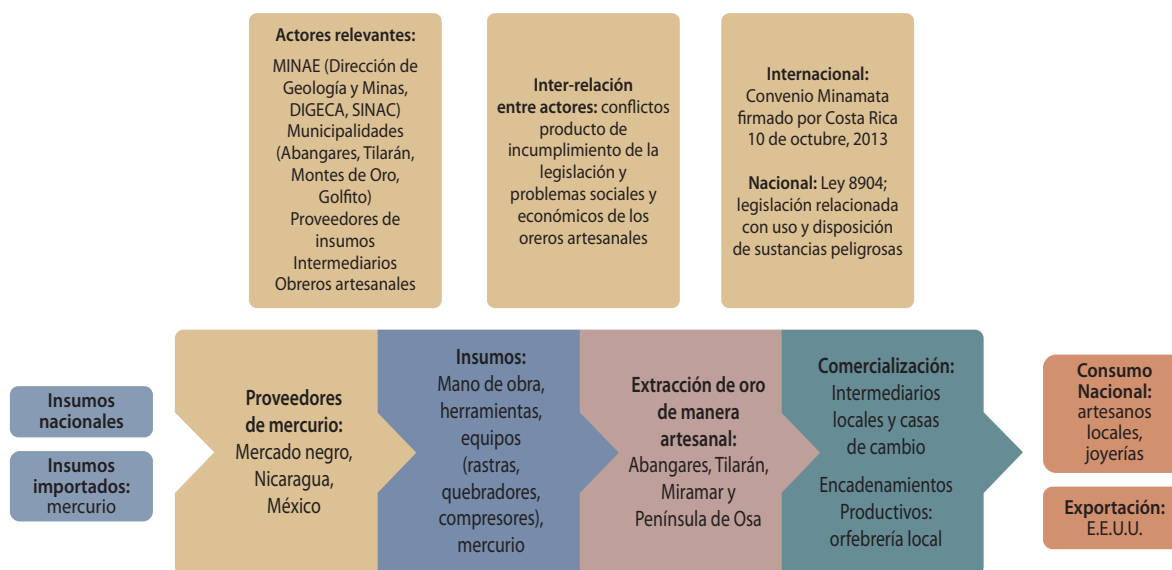 Actores relevantes:
MINAE (Dirección de
Geología y Minas,
DIGECA, SINAC)
Municipalidades
(Abangares, Tilarán,
Montes de Oro,
Golfito)
Proveedores de
insumos
Intermediarios
Obreros artesanales
Inter-relación
entre actores: conflictos
producto de
incumplimiento de la
legislación y
problemas sociales y
económicos de los
oreros artesanales
Internacional:
Convenio Minamata
firmado por Costa Rica
10 de octubre, 2013
Nacional: Ley 8904;
legislación relacionada
con uso y disposición
de sustancias peligrosas
Insumos
nacionales
Insumos
importados:
mercurio
Proveedores
de mercurio:
Mercado negro,
Nicaragua,
México
Insumos:
Mano de obra,
herramientas,
equipos
(rastras,
quebradores,
compresores),
mercurio
Extracción de oro
de manera
artesanal:
Abangares, Tilarán,
Miramar y
Península de Osa
Comercialización:
Intermediarios
locales y casas
de cambio
Encadenamientos
Productivos:
orfebrería local
Consumo
Nacional:
artesanos
locales,
joyerías
Exportación:
E.E.U.U.